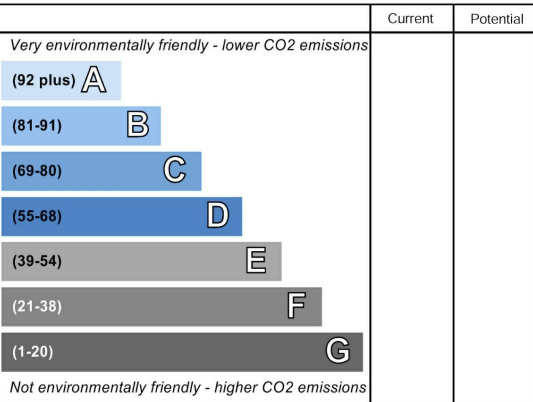 Current Potential
Very environmentally friendly - lower CO2 emissions
(92 plus) A
(81-91) B
(69-80) C
(55-68) D
(39-54) E
(21-38) F
(1-20) G
Not environmentally friendly - higher CO2 emissions